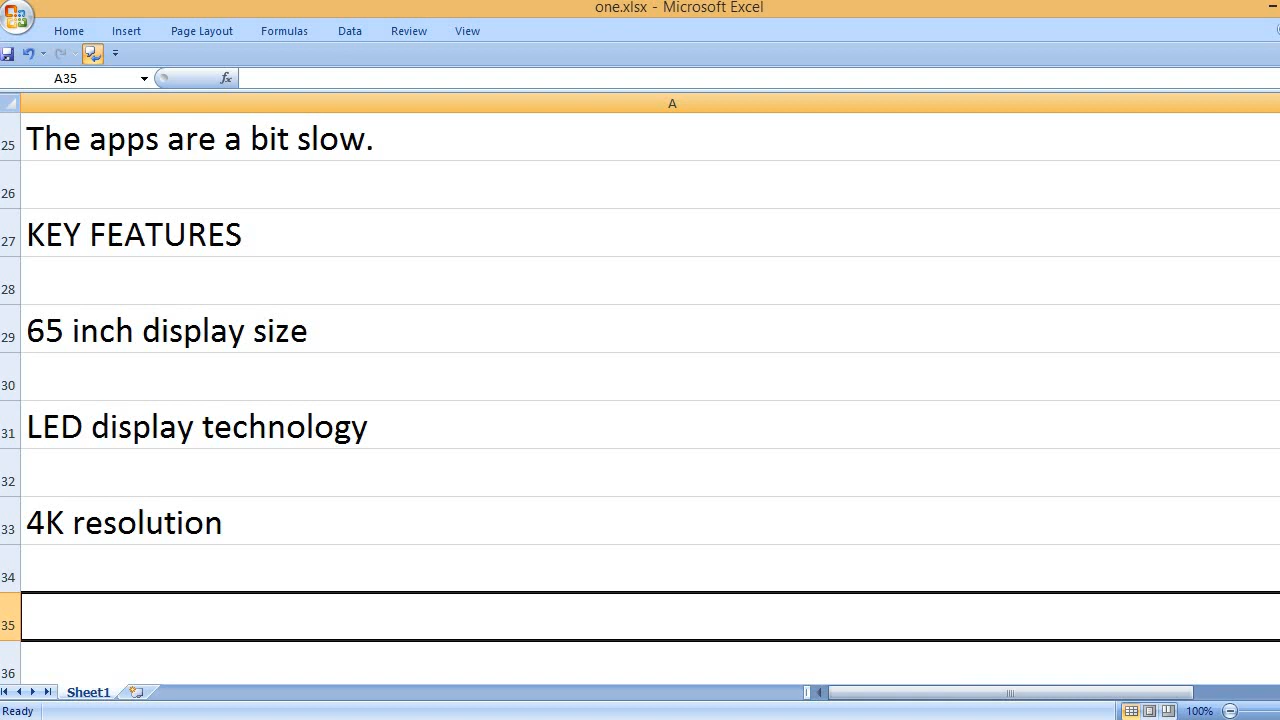 one.xlsx - Microsoft Excel
Home Insert Page Layout Formulas Data Review View
A35 fx
A
25 The apps are a bit slow.
26
27 KEY FEATURES
28
29 65 inch display size
30
31 LED display technology
32
33 4K resolution
34
35
36
Sheet1
Ready 100%